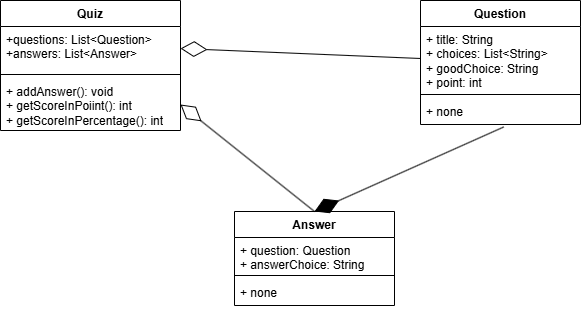 Quiz
+questions: List<Question>
+answers: List<Answer>
+ addAnswer(): void
+ getScoreInPoiint(): int
+ getScoreInPercentage(): int
Question
+ title: String
+ choices: List<String>
+ goodChoice: String
+ point: int
+ none
Answer
+ question: Question
+ answerChoice: String
+ none